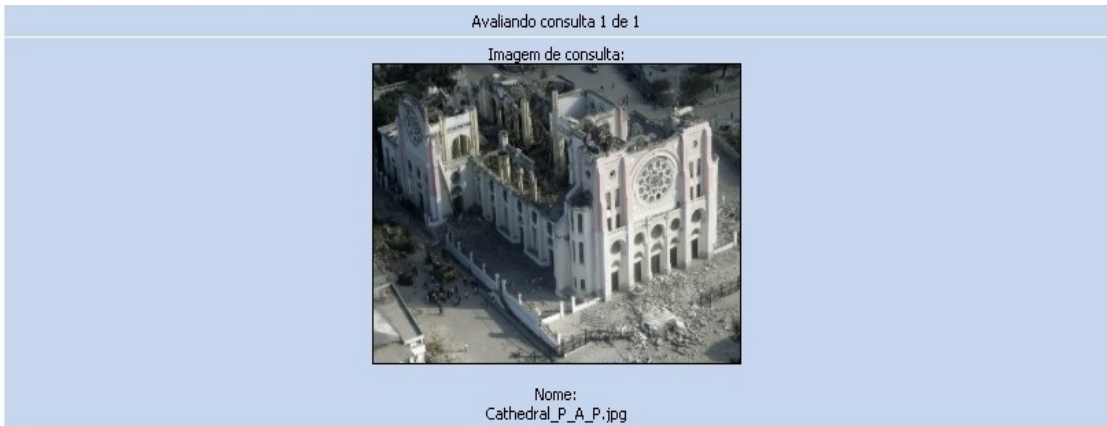 Avaliando consulta 1 de 1
Imagem de consulta:
Nome:
Cathedral_P_A_P.jpg